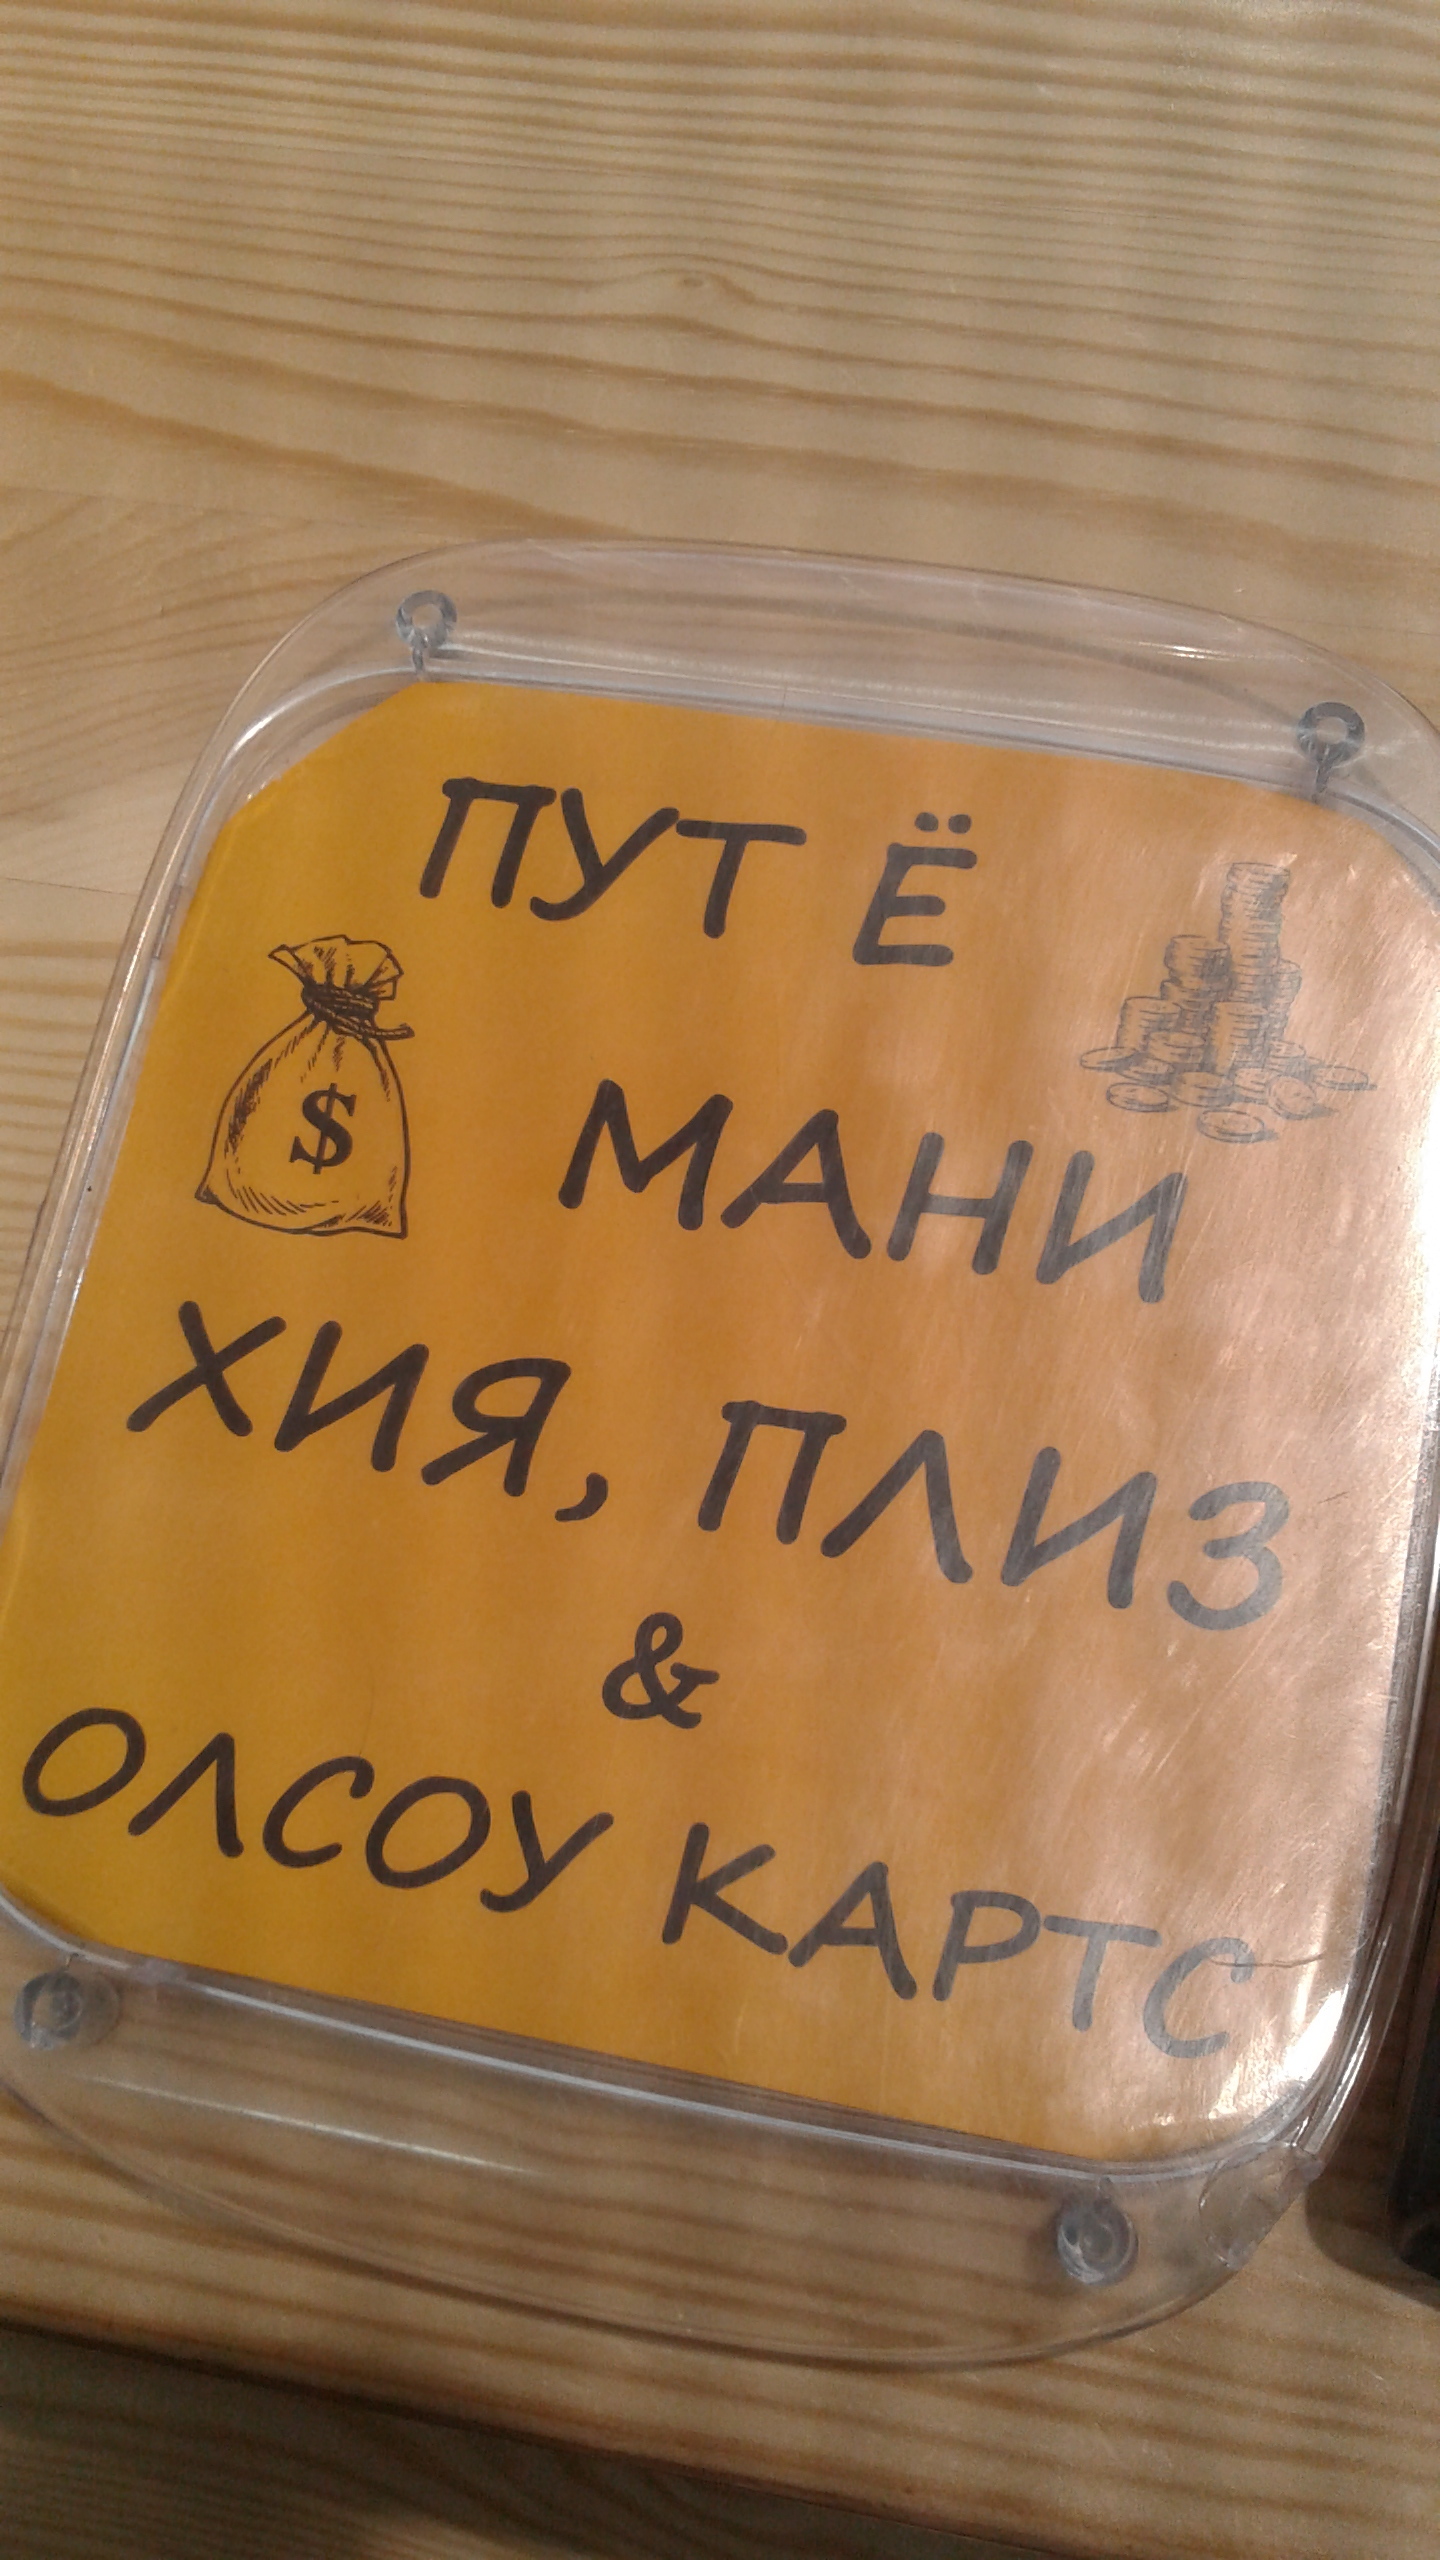 ПУТ Ё
$
МАНИ
ХИЯ, ПЛИЗ
&
ОЛСОУ КАРТС